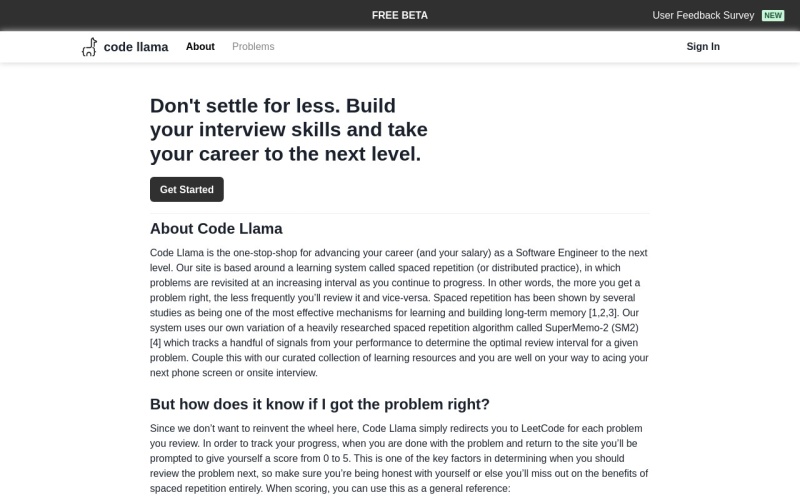 FREE BETA
User Feedback Survey NEW
code llama About Problems Sign In
Don't settle for less. Build
your interview skills and take
your career to the next level.
Get Started
About Code Llama
Code Llama is the one-stop-shop for advancing your career (and your salary) as a Software Engineer to the next
level. Our site is based around a learning system called spaced repetition (or distributed practice), in which
problems are revisited at an increasing interval as you continue to progress. In other words, the more you get a
problem right, the less frequently you’ll review it and vice-versa. Spaced repetition has been shown by several
studies as being one of the most effective mechanisms for learning and building long-term memory [1,2,3]. Our
system uses our own variation of a heavily researched spaced repetition algorithm called SuperMemo-2 (SM2)
[4] which tracks a handful of signals from your performance to determine the optimal review interval for a given
problem. Couple this with our curated collection of learning resources and you are well on your way to acing your
next phone screen or onsite interview.
But how does it know if I got the problem right?
Since we don’t want to reinvent the wheel here, Code Llama simply redirects you to LeetCode for each problem
you review. In order to track your progress, when you are done with the problem and return to the site you’ll be
prompted to give yourself a score from 0 to 5. This is one of the key factors in determining when you should
review the problem next, so make sure you’re being honest with yourself or else you’ll miss out on the benefits of
spaced repetition entirely. When scoring, you can use this as a general reference: